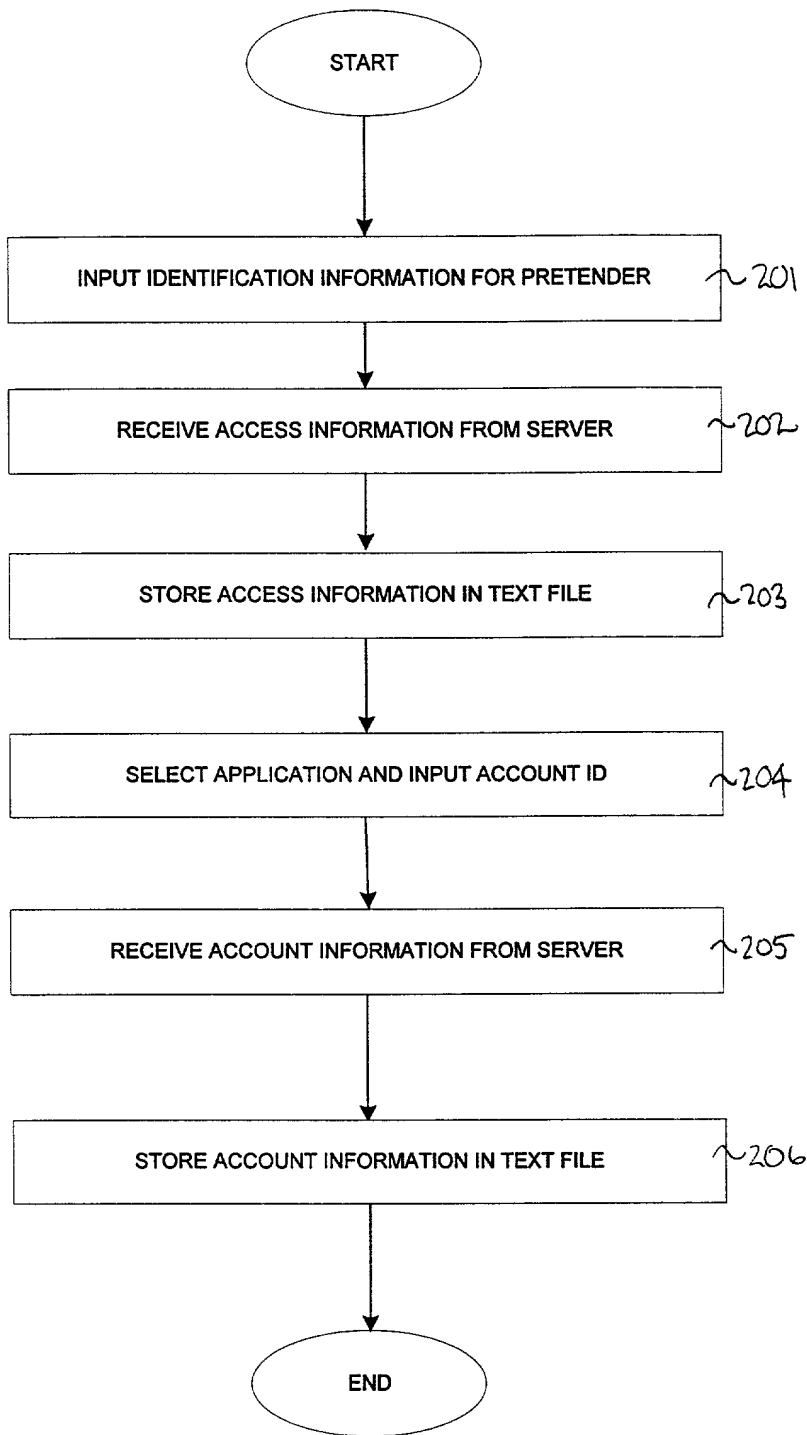 START
INPUT IDENTIFICATION INFORMATION FOR PRETENDER 201
RECEIVE ACCESS INFORMATION FROM SERVER 202
STORE ACCESS INFORMATION IN TEXT FILE 203
SELECT APPLICATION AND INPUT ACCOUNT ID 204
RECEIVE ACCOUNT INFORMATION FROM SERVER 205
STORE ACCOUNT INFORMATION IN TEXT FILE 206
END